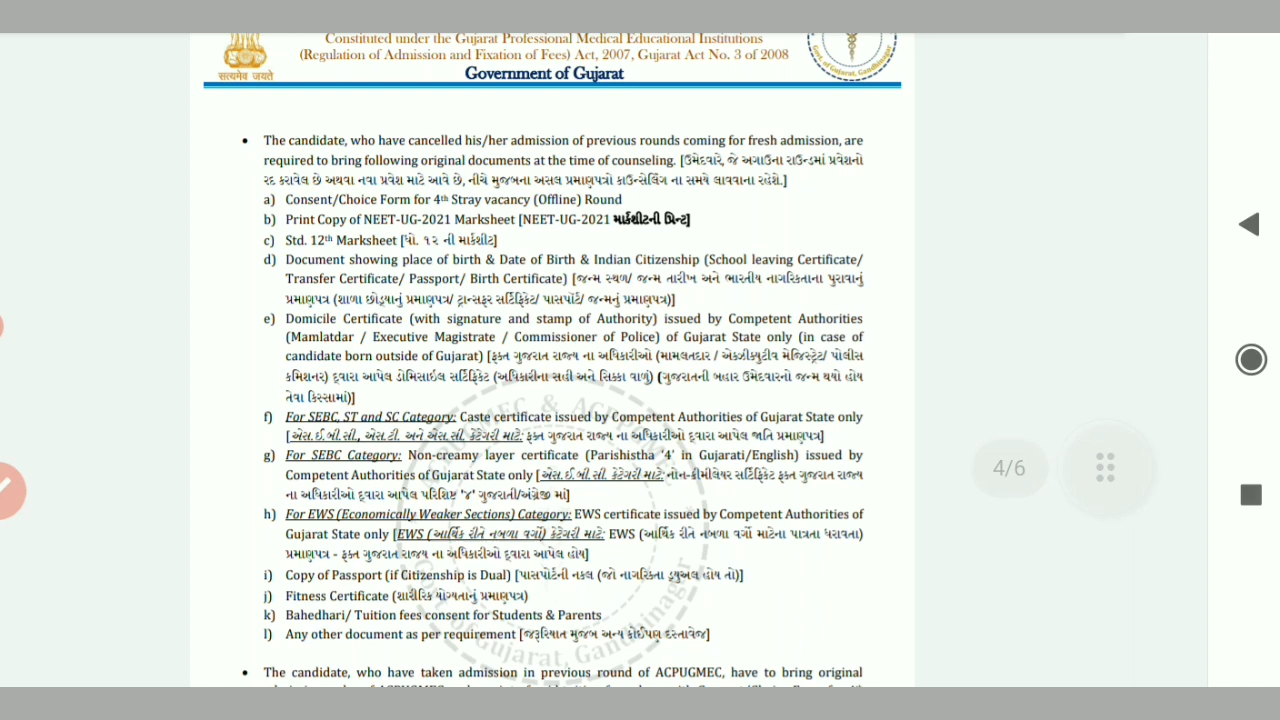 Constituted under the Gujarat Professional Medical Educational Institutions
(Regulation of Admission and Fixation of Fees) Act, 2007, Gujarat Act No. 3 of 2008
Government of Gujarat
सत्यमेव जयते
Govt. of Gujarat, Gandhinagar
• The candidate, who have cancelled his/her admission of previous rounds coming for fresh admission, are
required to bring following original documents at the time of counseling. [ઉમેદવારે, જે અગાઉના રાઉન્ડમાં પ્રવેશનો
રદ કરાવેલ છે અથવા નવા પ્રવેશ માટે આવે છે, નીચે મુજબના અસલ પ્રમાણપત્રો કાઉન્સેલિંગ ના સમયે લાવવાના રહેશે.]
a) Consent/Choice Form for 4th Stray vacancy (Offline) Round
b) Print Copy of NEET-UG-2021 Marksheet [NEET-UG-2021 માર્કશીટની પ્રિન્ટ]
c) Std. 12th Marksheet [ધો. ૧૨ ની માર્કશીટ]
d) Document showing place of birth & Date of Birth & Indian Citizenship (School leaving Certificate/
Transfer Certificate/ Passport/ Birth Certificate) [જન્મ સ્થળ/ જન્મ તારીખ અને ભારતીય નાગરિકતાના પુરાવાનું
પ્રમાણપત્ર (શાળા છોડ્યાનું પ્રમાણપત્ર/ ટ્રાન્સફર સર્ટિફિકેટ/ પાસપોર્ટ/ જન્મનું પ્રમાણપત્ર)]
e) Domicile Certificate (with signature and stamp of Authority) issued by Competent Authorities
(Mamlatdar / Executive Magistrate / Commissioner of Police) of Gujarat State only (in case of
candidate born outside of Gujarat) [ફક્ત ગુજરાત રાજ્ય ના અધિકારીઓ (મામલતદાર / એક્ઝીક્યુટીવ મેજિસ્ટ્રેટ/ પોલીસ
કમિશનર) દ્વારા આપેલ ડોમિસાઇલ સર્ટિફિકેટ (અધિકારીના સહી અને સિક્કા વાળું) (ગુજરાતની બહાર ઉમેદવારનો જન્મ થયો હોય
તેવા કિસ્સામાં)]
f) For SEBC, ST and SC Category: Caste certificate issued by Competent Authorities of Gujarat State only
[એસ.ઈ.બી.સી., એસ.ટી. અને એસ.સી. કેટેગરી માટે: ફક્ત ગુજરાત રાજ્ય ના અધિકારીઓ દ્વારા આપેલ જાતિ પ્રમાણપત્ર]
g) For SEBC Category: Non-creamy layer certificate (Parishistha '4' in Gujarati/English) issued by
Competent Authorities of Gujarat State only [એસ.ઈ.બી.સી. કેટેગરી માટે: નોન-ક્રીમીલેયર સર્ટિફિકેટ ફક્ત ગુજરાત રાજ્ય
ના અધિકારીઓ દ્વારા આપેલ પરિશિષ્ટ '૪' ગુજરાતી/અંગ્રેજી માં]
h) For EWS (Economically Weaker Sections) Category: EWS certificate issued by Competent Authorities of
Gujarat State only [EWS (આર્થિક રીતે નબળા વર્ગો) કેટેગરી માટે: EWS (આર્થિક રીતે નબળા વર્ગો માટેના પાત્રતા ધરાવતા)
પ્રમાણપત્ર - ફક્ત ગુજરાત રાજ્ય ના અધિકારીઓ દ્વારા આપેલ હોય]
i) Copy of Passport (if Citizenship is Dual) [પાસપોર્ટની નકલ (જો નાગરિક્તા ડ્યુઅલ હોય તો)]
j) Fitness Certificate (શારીરિક યોગ્યતાનું પ્રમાણપત્ર)
k) Bahedhari/ Tuition fees consent for Students & Parents
l) Any other document as per requirement [જરૂરિયાત મુજબ અન્ય કોઈપણ દસ્તાવેજ]
• The candidate, who have taken admission in previous round of ACPUGMEC, have to bring original
4/6